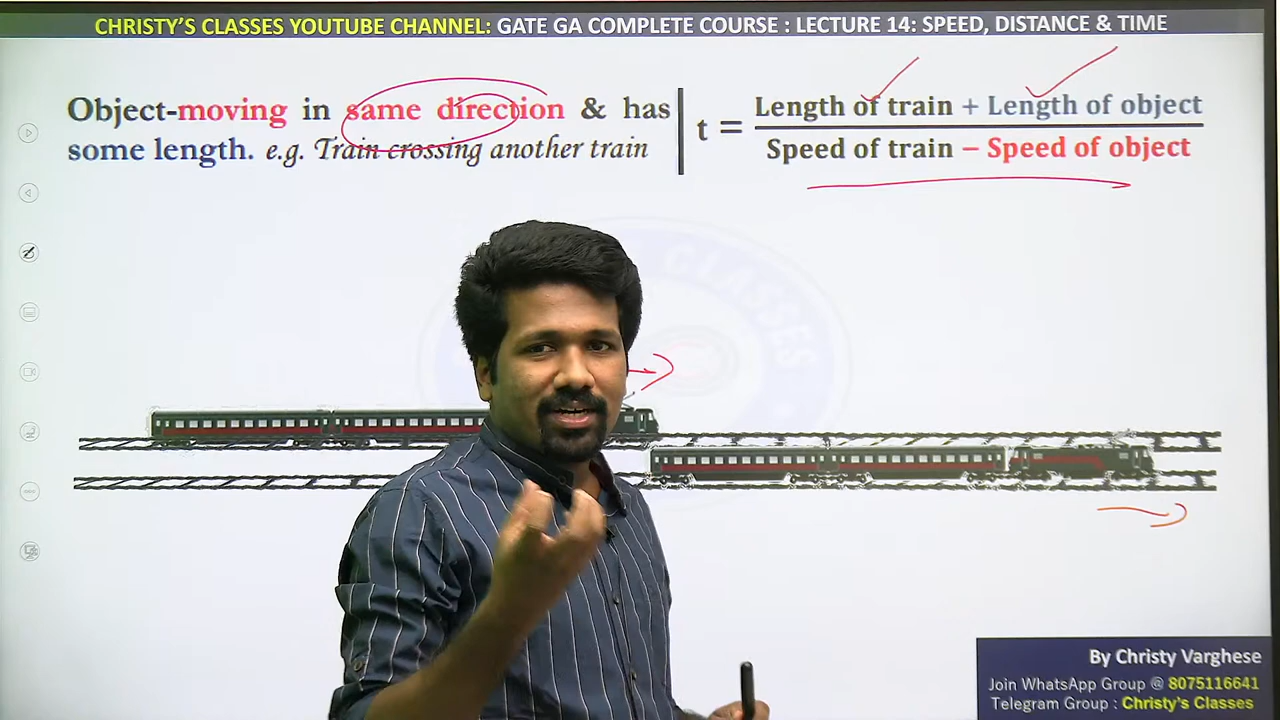 CHRISTY'S CLASSES YOUTUBE CHANNEL: GATE GA COMPLETE COURSE : LECTURE 14: SPEED, DISTANCE & TIME
Object-moving in same direction & has
some length. e.g. Train crossing another train
t = Length of train + Length of object
Speed of train − Speed of object
CLASSES
By Christy Varghese
Join WhatsApp Group @ 8075116641
Telegram Group : Christy's Classes